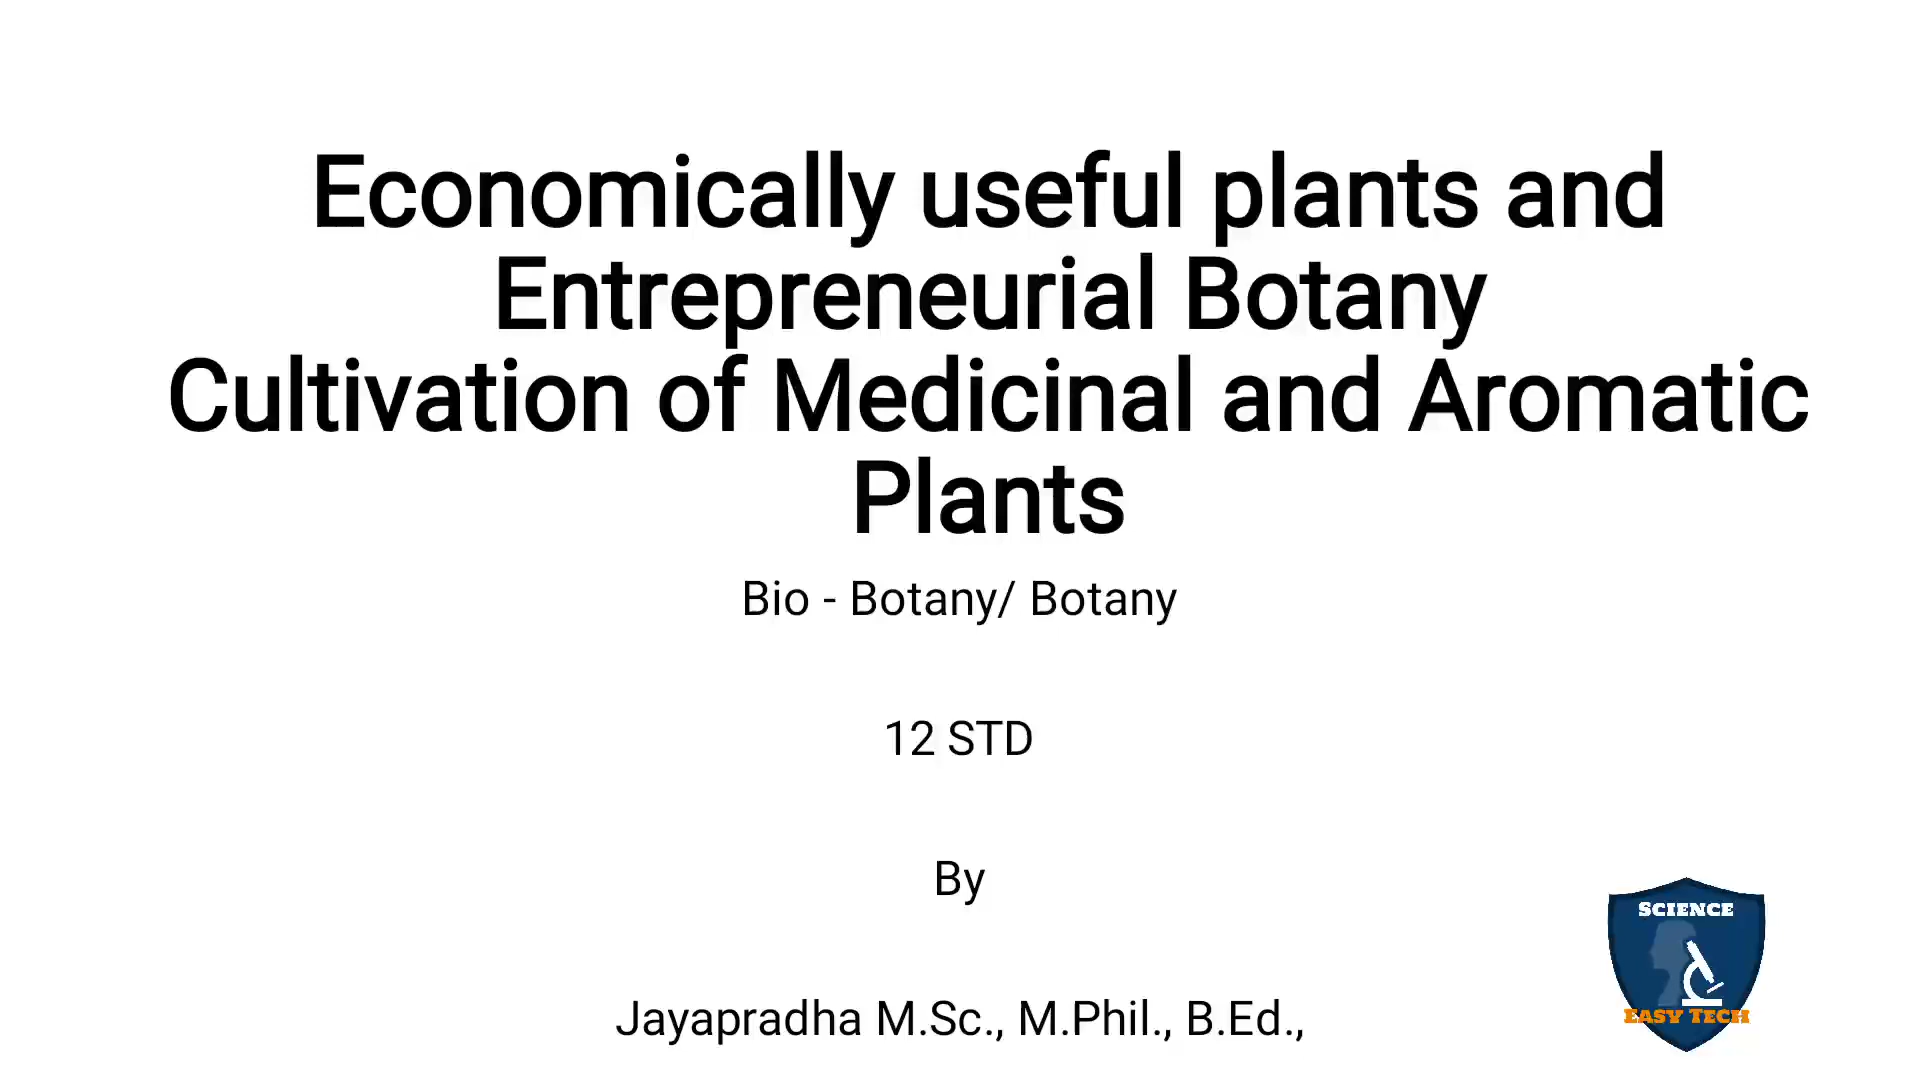 Economically useful plants and
Entrepreneurial Botany
Cultivation of Medicinal and Aromatic
Plants
Bio - Botany/ Botany
12 STD
By
Jayapradha M.Sc., M.Phil., B.Ed.,
SCIENCE
EASY TECH